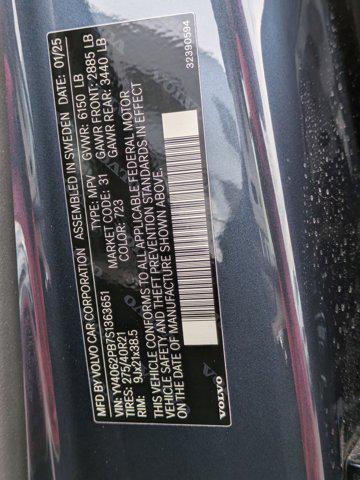 MFD BY VOLVO CAR CORPORATION ASSEMBLED IN SWEDEN DATE: 01/25
VIN: YV4062PP7S1363651 TYPE: MPV GVWR: 6150 LB
TIRES: 275/40R21 MARKET CODE: 31 GAWR FRONT: 2885 LB
RIM: 9Jx21x38.5 COLOR: 723 GAWR REAR: 3440 LB
THIS VEHICLE CONFORMS TO ALL APPLICABLE FEDERAL MOTOR
VEHICLE SAFETY AND THEFT PREVENTION STANDARDS IN EFFECT
ON THE DATE OF MANUFACTURE SHOWN ABOVE.
VOLVO 32390594